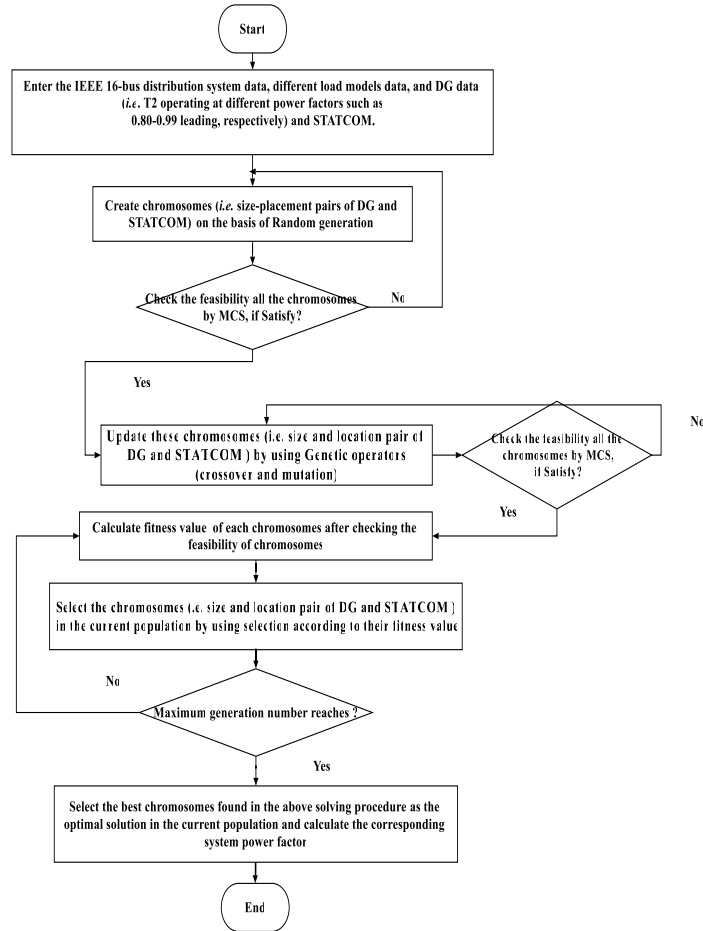 Start
Enter the IEEE 16-bus distribution system data, different load models data, and DG data
(i.e. T2 operating at different power factors such as
0.80-0.99 leading, respectively) and STATCOM.
Create chromosomes (i.e. size-placement pairs of DG and
STATCOM) on the basis of Random generation
Check the feasibility all the chromosomes
by MCS, if Satisfy?
No
Yes
Update these chromosomes (i.e. size and location pair of
DG and STATCOM ) by using Genetic operators
(crossover and mutation)
Check the feasibility all the
chromosomes by MCS,
if Satisfy?
No
Yes
Calculate fitness value of each chromosomes after checking the
feasibility of chromosomes
Select the chromosomes (i.e. size and location pair of DG and STATCOM )
in the current population by using selection according to their fitness value
No
Maximum generation number reaches ?
Yes
Select the best chromosomes found in the above solving procedure as the
optimal solution in the current population and calculate the corresponding
system power factor
End